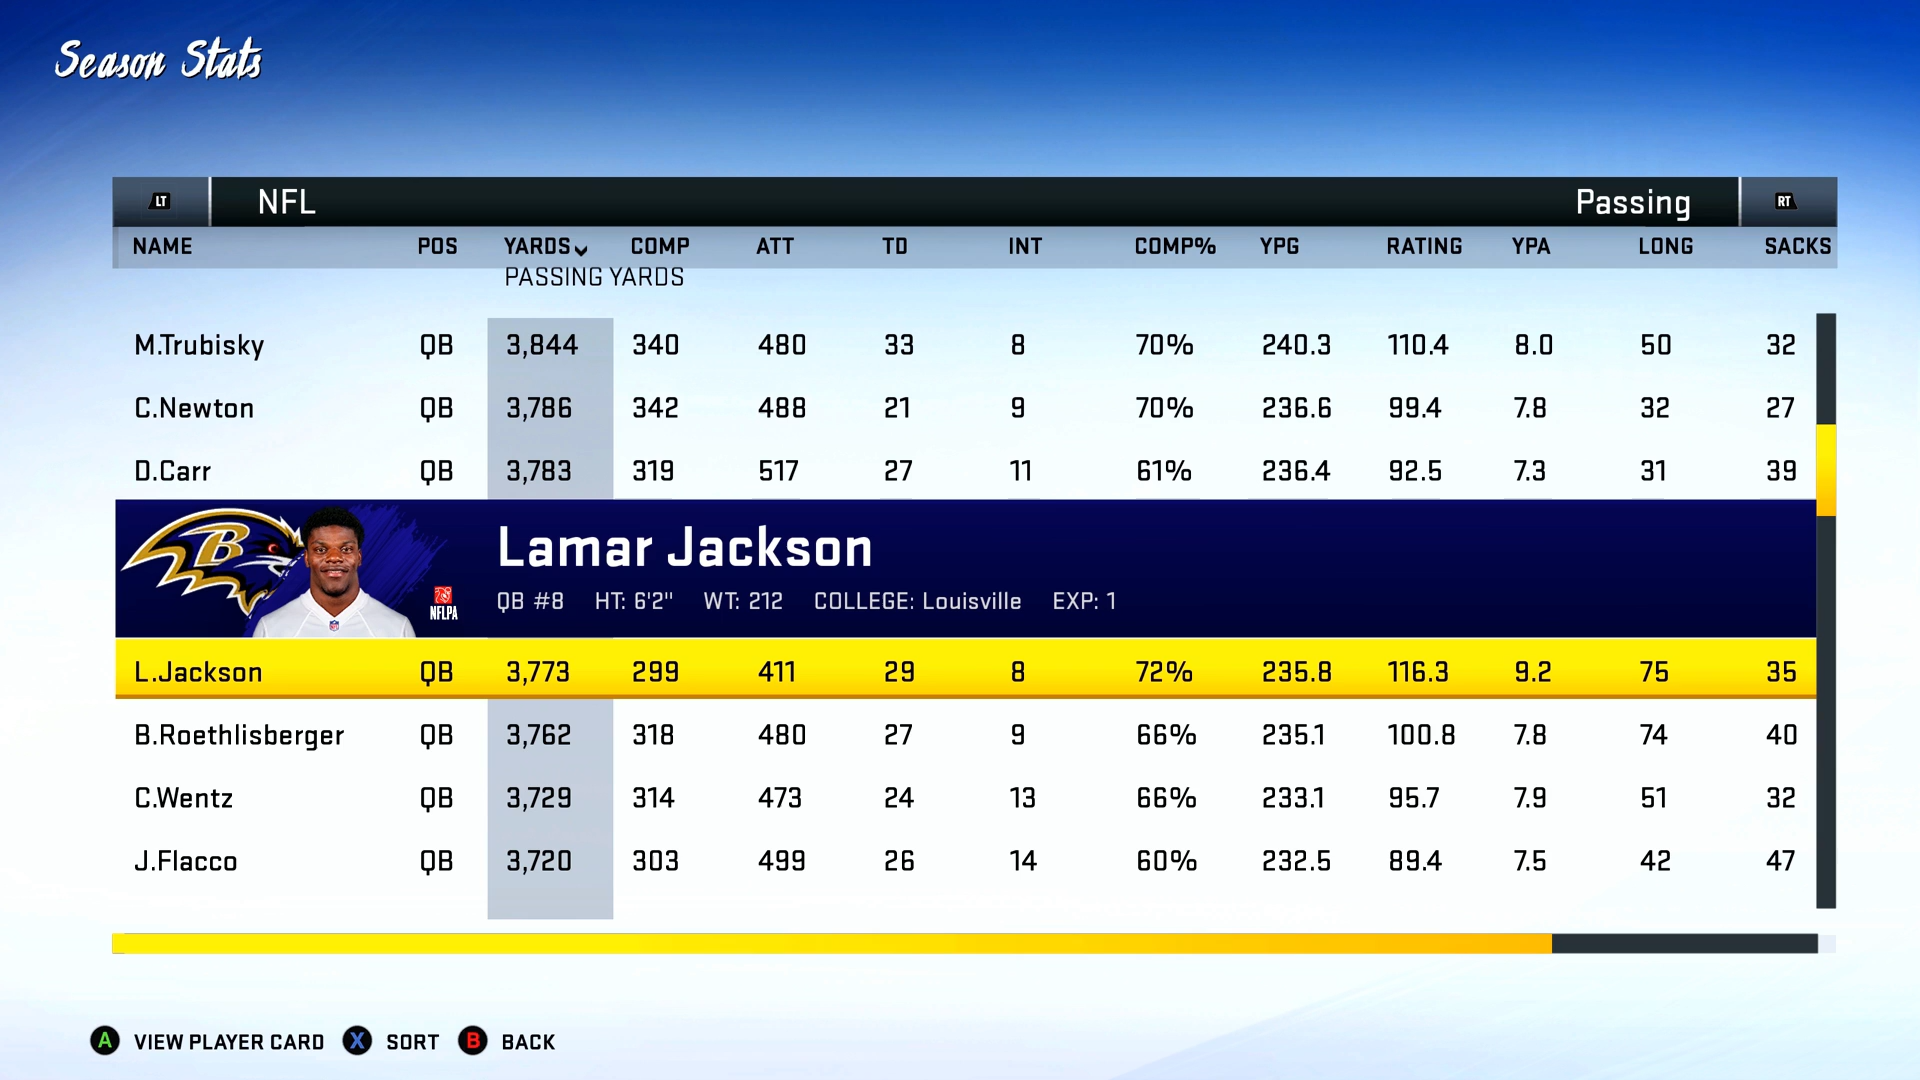 Season Stats
LT NFL Passing RT
NAME POS YARDS COMP ATT TD INT COMP% YPG RATING YPA LONG SACKS
PASSING YARDS
M.Trubisky QB 3,844 340 480 33 8 70% 240.3 110.4 8.0 50 32
C.Newton QB 3,786 342 488 21 9 70% 236.6 99.4 7.8 32 27
D.Carr QB 3,783 319 517 27 11 61% 236.4 92.5 7.3 31 39
B
Lamar Jackson
NFLPA QB #8 HT: 6'2" WT: 212 COLLEGE: Louisville EXP: 1
L.Jackson QB 3,773 299 411 29 8 72% 235.8 116.3 9.2 75 35
B.Roethlisberger QB 3,762 318 480 27 9 66% 235.1 100.8 7.8 74 40
C.Wentz QB 3,729 314 473 24 13 66% 233.1 95.7 7.9 51 32
J.Flacco QB 3,720 303 499 26 14 60% 232.5 89.4 7.5 42 47
A VIEW PLAYER CARD X SORT B BACK